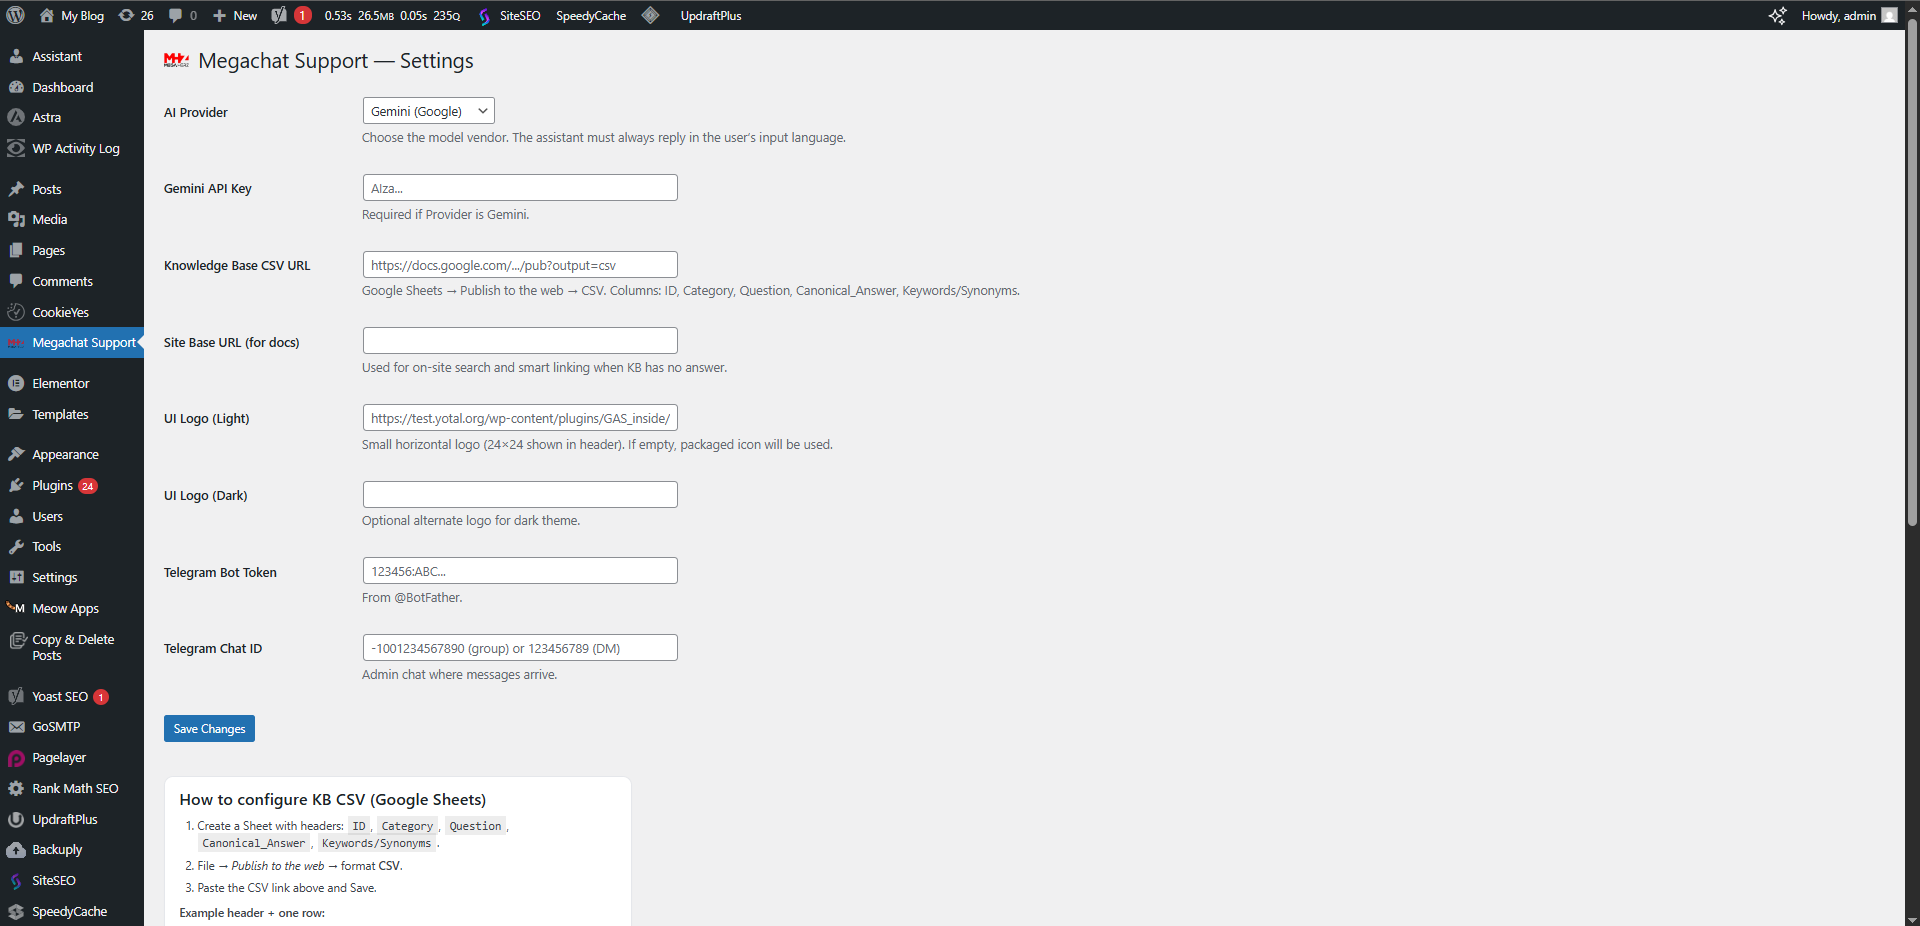 My Blog 26 0 New 1 0.53s 26.5MB 0.05s 235Q SiteSEO SpeedyCache UpdraftPlus Howdy, admin
Assistant
Dashboard
Astra
WP Activity Log
Posts
Media
Pages
Comments
CookieYes
Megachat Support
Elementor
Templates
Appearance
Plugins 24
Users
Tools
Settings
Meow Apps
Copy & Delete
Posts
Yoast SEO 1
GoSMTP
Pagelayer
Rank Math SEO
UpdraftPlus
Backuply
SiteSEO
SpeedyCache
Megachat Support — Settings
AI Provider Gemini (Google)
Choose the model vendor. The assistant must always reply in the user's input language.
Gemini API Key AIza...
Required if Provider is Gemini.
Knowledge Base CSV URL https://docs.google.com/.../pub?output=csv
Google Sheets → Publish to the web → CSV. Columns: ID, Category, Question, Canonical_Answer, Keywords/Synonyms.
Site Base URL (for docs)
Used for on-site search and smart linking when KB has no answer.
UI Logo (Light) https://test.yotal.org/wp-content/plugins/GAS_inside/
Small horizontal logo (24×24 shown in header). If empty, packaged icon will be used.
UI Logo (Dark)
Optional alternate logo for dark theme.
Telegram Bot Token 123456:ABC...
From @BotFather.
Telegram Chat ID -1001234567890 (group) or 123456789 (DM)
Admin chat where messages arrive.
Save Changes
How to configure KB CSV (Google Sheets)
1. Create a Sheet with headers: ID, Category, Question,
Canonical_Answer, Keywords/Synonyms.
2. File → Publish to the web → format CSV.
3. Paste the CSV link above and Save.
Example header + one row: